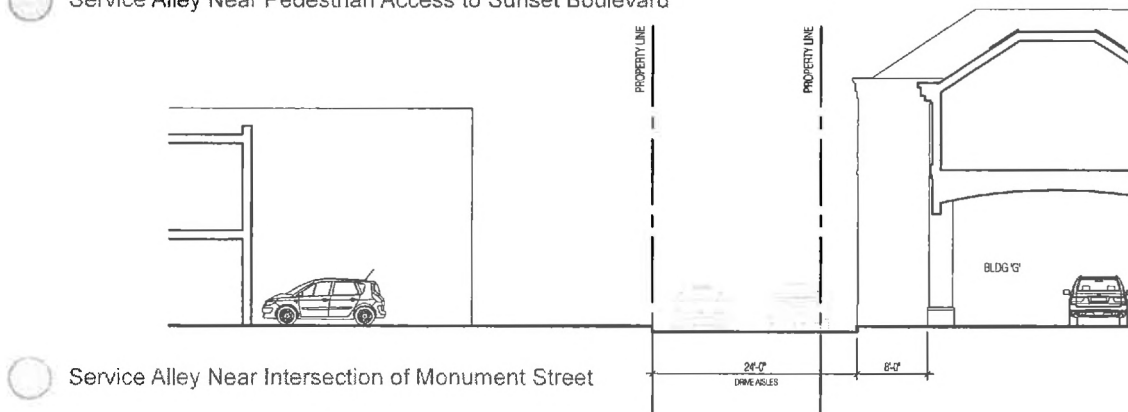 Service Alley Near Pedestrian Access to Sunset Boulevard
PROPERTY LINE
PROPERTY LINE
BLDG 'G'
24'-0"
8'-0"
DRIVE AISLES
Service Alley Near Intersection of Monument Street